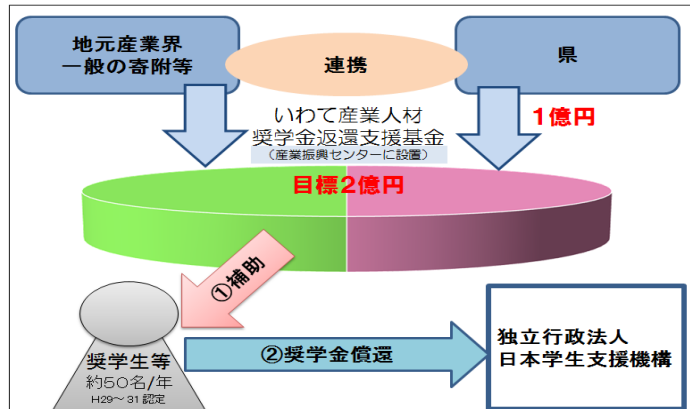 地元産業界
一般の寄附等
連携
県
いわて産業人材
奨学金返還支援基金
（産業振興センターに設置）
1億円
目標2億円
①補助
奨学生等
約50名/年
H29～31認定
②奨学金償還
独立行政法人
日本学生支援機構